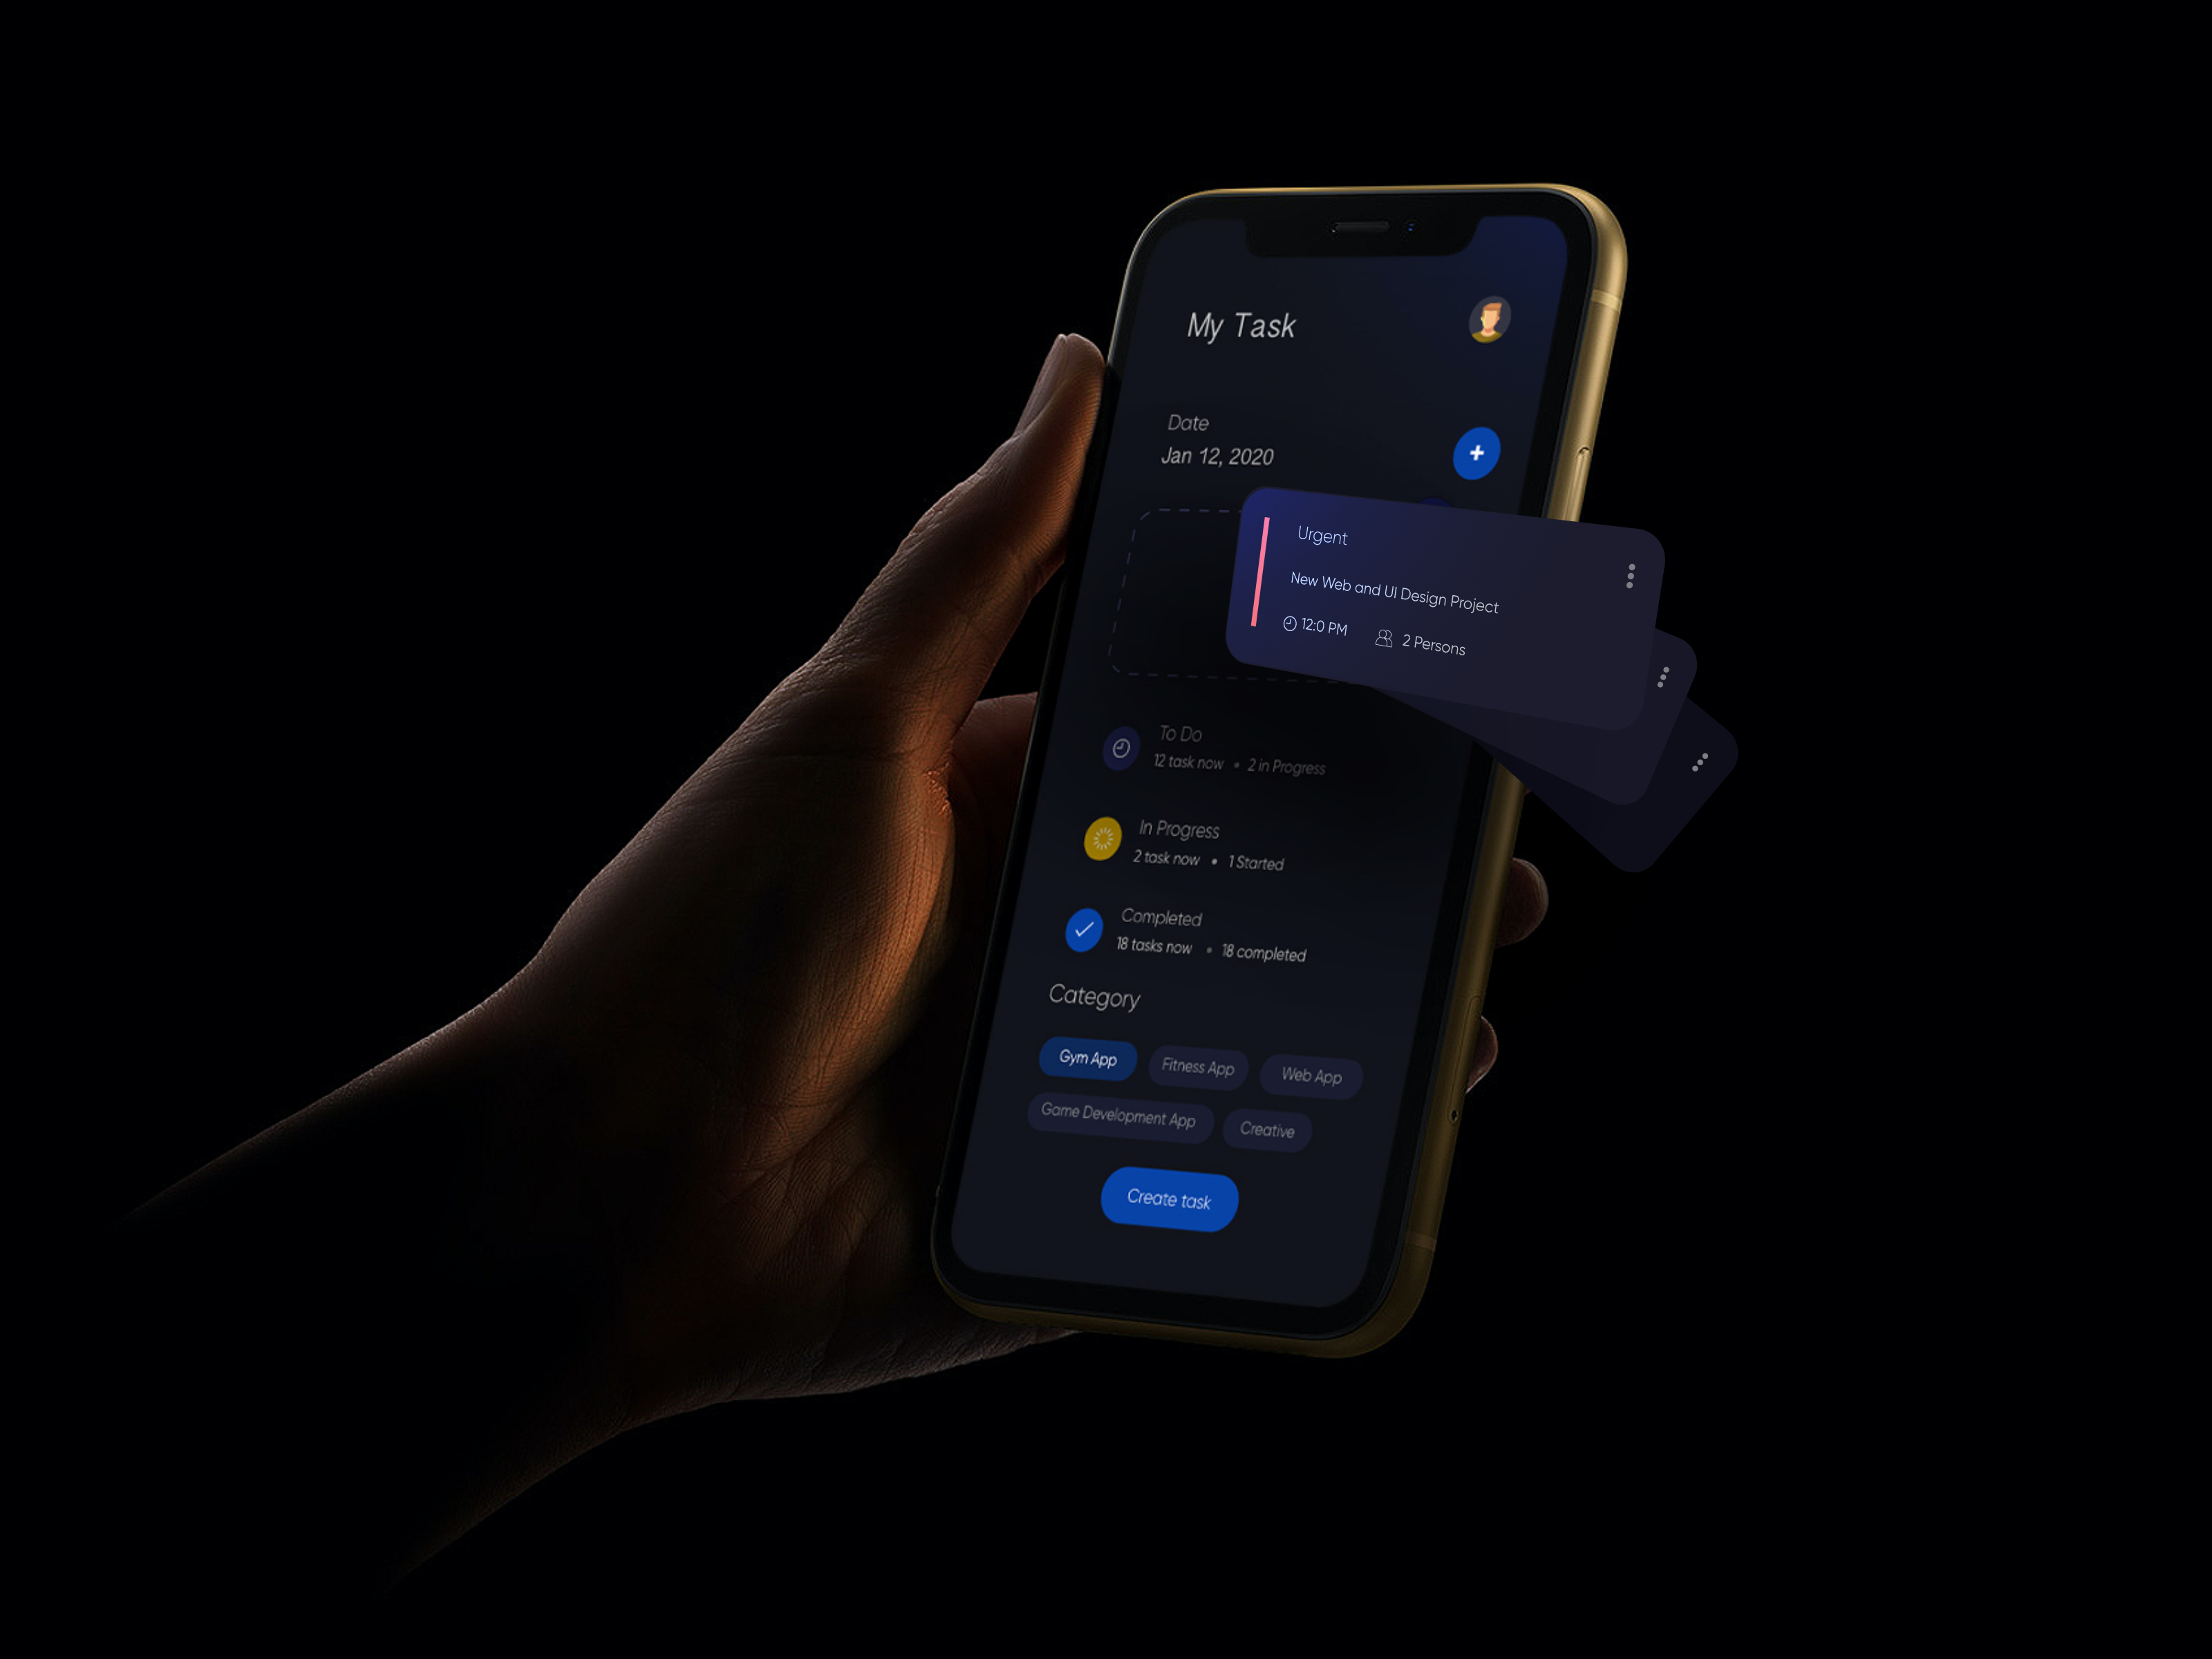 My Task
Date
Jan 12, 2020
Urgent
New Web and UI Design Project
12:0 PM 2 Persons
To Do
12 task now • 2 in Progress
In Progress
2 task now • 1 Started
Completed
18 tasks now • 18 completed
Category
Gym App Fitness App Web App
Game Development App Creative
Create task